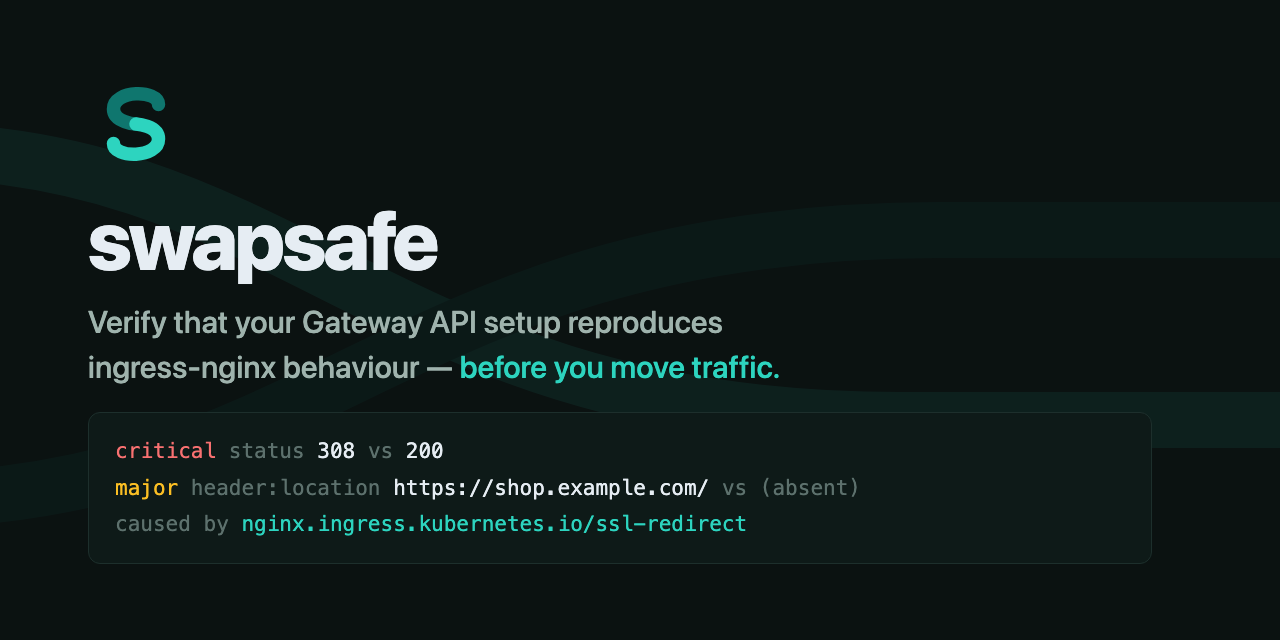 S
swapsafe
Verify that your Gateway API setup reproduces
ingress-nginx behaviour — before you move traffic.
critical status 308 vs 200
major header:location https://shop.example.com/ vs (absent)
caused by nginx.ingress.kubernetes.io/ssl-redirect